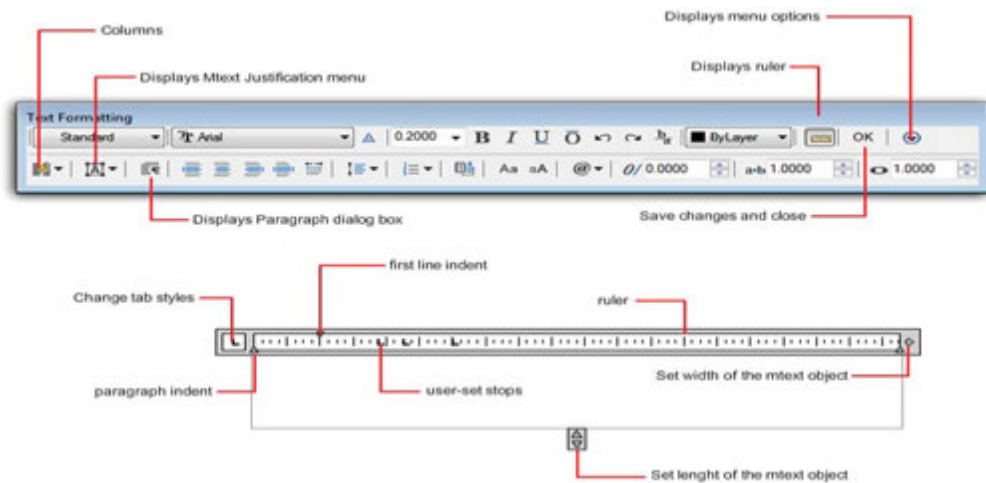 Displays menu options
Columns
Displays ruler
Displays Mtext Justification menu
Text Formatting
Standard Arial 0.2000 B I U O ByLayer OK
A Aa aA @ 0/ 0.0000 a•b 1.0000 1.0000
Displays Paragraph dialog box
Save changes and close
first line indent
Change tab styles
ruler
paragraph indent
user-set stops
Set width of the mtext object
Set lenght of the mtext object